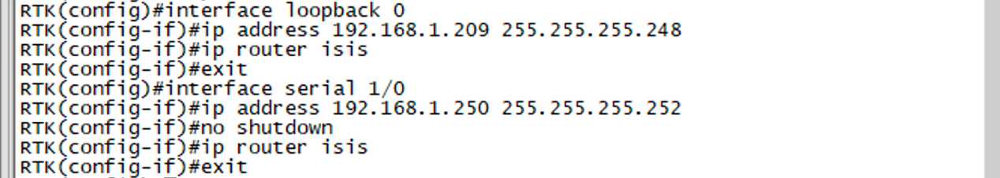 RTK(config)#interface loopback 0
RTK(config-if)#ip address 192.168.1.209 255.255.255.248
RTK(config-if)#ip router isis
RTK(config-if)#exit
RTK(config)#interface serial 1/0
RTK(config-if)#ip address 192.168.1.250 255.255.255.252
RTK(config-if)#no shutdown
RTK(config-if)#ip router isis
RTK(config-if)#exit